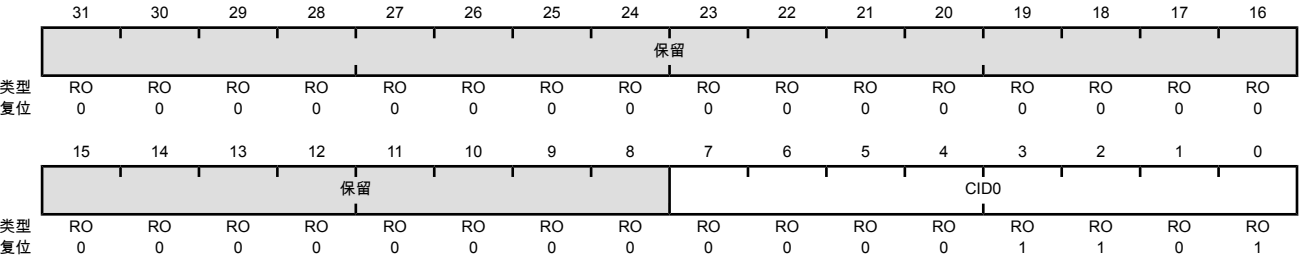 31 30 29 28 27 26 25 24 23 22 21 20 19 18 17 16
保留
类型 RO RO RO RO RO RO RO RO RO RO RO RO RO RO RO RO
复位 0 0 0 0 0 0 0 0 0 0 0 0 0 0 0 0
15 14 13 12 11 10 9 8 7 6 5 4 3 2 1 0
保留 CID0
类型 RO RO RO RO RO RO RO RO RO RO RO RO RO RO RO RO
复位 0 0 0 0 0 0 0 0 0 0 0 0 1 1 0 1